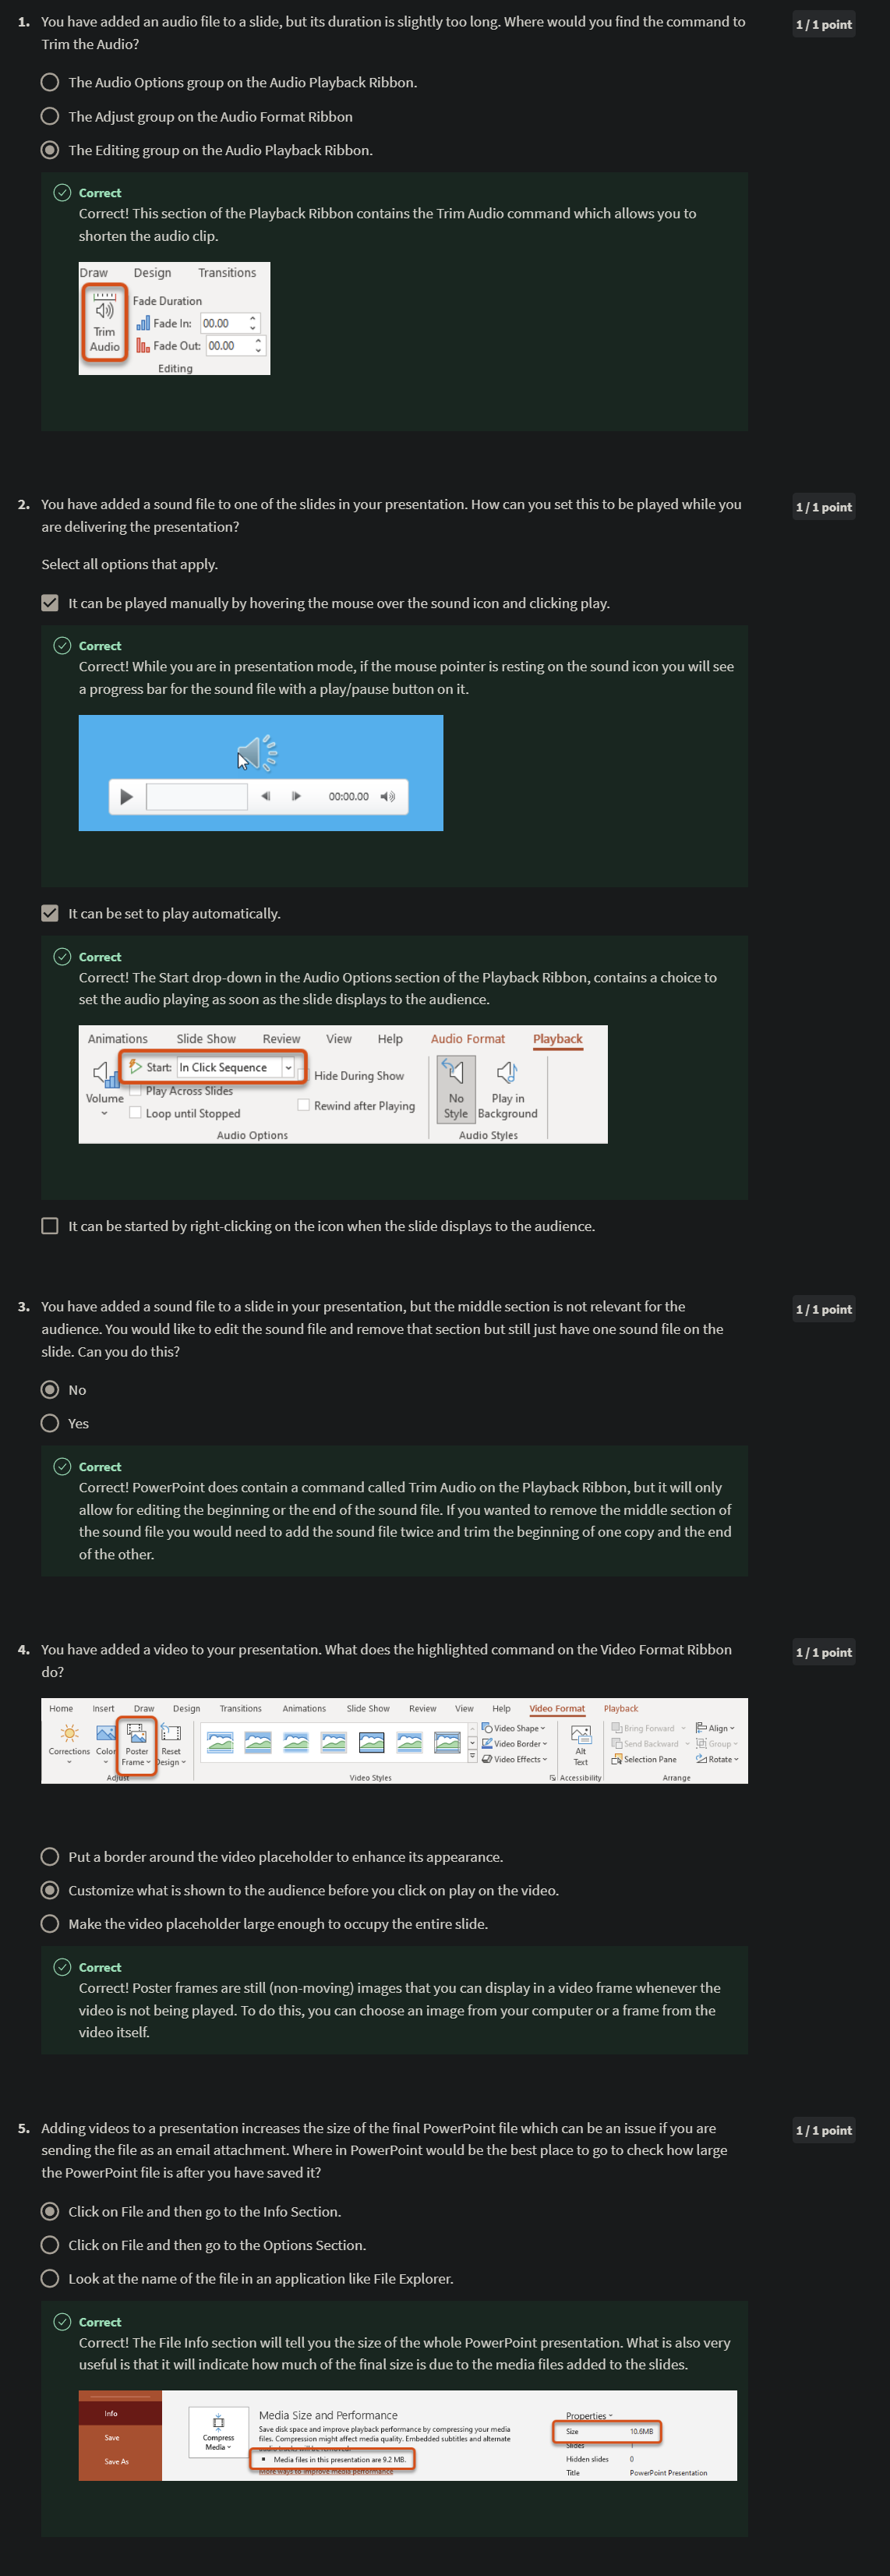 1. You have added an audio file to a slide, but its duration is slightly too long. Where would you find the command to
Trim the Audio?
1 / 1 point
The Audio Options group on the Audio Playback Ribbon.
The Adjust group on the Audio Format Ribbon
The Editing group on the Audio Playback Ribbon.
Correct
Correct! This section of the Playback Ribbon contains the Trim Audio command which allows you to
shorten the audio clip.
Draw Design Transitions
Trim
Audio
Fade Duration
Fade In: 00.00
Fade Out: 00.00
Editing
2. You have added a sound file to one of the slides in your presentation. How can you set this to be played while you
are delivering the presentation?
1 / 1 point
Select all options that apply.
It can be played manually by hovering the mouse over the sound icon and clicking play.
Correct
Correct! While you are in presentation mode, if the mouse pointer is resting on the sound icon you will see
a progress bar for the sound file with a play/pause button on it.
00:00.00
It can be set to play automatically.
Correct
Correct! The Start drop-down in the Audio Options section of the Playback Ribbon, contains a choice to
set the audio playing as soon as the slide displays to the audience.
Animations Slide Show Review View Help Audio Format Playback
Volume
Start: In Click Sequence
Play Across Slides
Loop until Stopped
Hide During Show
Rewind after Playing
Audio Options
No
Style
Play in
Background
Audio Styles
It can be started by right-clicking on the icon when the slide displays to the audience.
3. You have added a sound file to a slide in your presentation, but the middle section is not relevant for the
audience. You would like to edit the sound file and remove that section but still just have one sound file on the
slide. Can you do this?
1 / 1 point
No
Yes
Correct
Correct! PowerPoint does contain a command called Trim Audio on the Playback Ribbon, but it will only
allow for editing the beginning or the end of the sound file. If you wanted to remove the middle section of
the sound file you would need to add the sound file twice and trim the beginning of one copy and the end
of the other.
4. You have added a video to your presentation. What does the highlighted command on the Video Format Ribbon
do?
1 / 1 point
Home Insert Draw Design Transitions Animations Slide Show Review View Help Video Format Playback
Corrections
Color
Poster
Frame
Reset
Design
Adjust
Video Styles
Video Shape
Video Border
Video Effects
Alt
Text
Accessibility
Bring Forward
Send Backward
Selection Pane
Align
Group
Rotate
Arrange
Put a border around the video placeholder to enhance its appearance.
Customize what is shown to the audience before you click on play on the video.
Make the video placeholder large enough to occupy the entire slide.
Correct
Correct! Poster frames are still (non-moving) images that you can display in a video frame whenever the
video is not being played. To do this, you can choose an image from your computer or a frame from the
video itself.
5. Adding videos to a presentation increases the size of the final PowerPoint file which can be an issue if you are
sending the file as an email attachment. Where in PowerPoint would be the best place to go to check how large
the PowerPoint file is after you have saved it?
1 / 1 point
Click on File and then go to the Info Section.
Click on File and then go to the Options Section.
Look at the name of the file in an application like File Explorer.
Correct
Correct! The File Info section will tell you the size of the whole PowerPoint presentation. What is also very
useful is that it will indicate how much of the final size is due to the media files added to the slides.
Info
Save
Save As
Compress
Media
Media Size and Performance
Save disk space and improve playback performance by compressing your media
files. Compression might affect media quality. Embedded subtitles and alternate
audio tracks will be removed.
Media files in this presentation are 9.2 MB.
More ways to improve media performance
Properties
Size 10.6MB
Slides 1
Hidden slides 0
Title PowerPoint Presentation